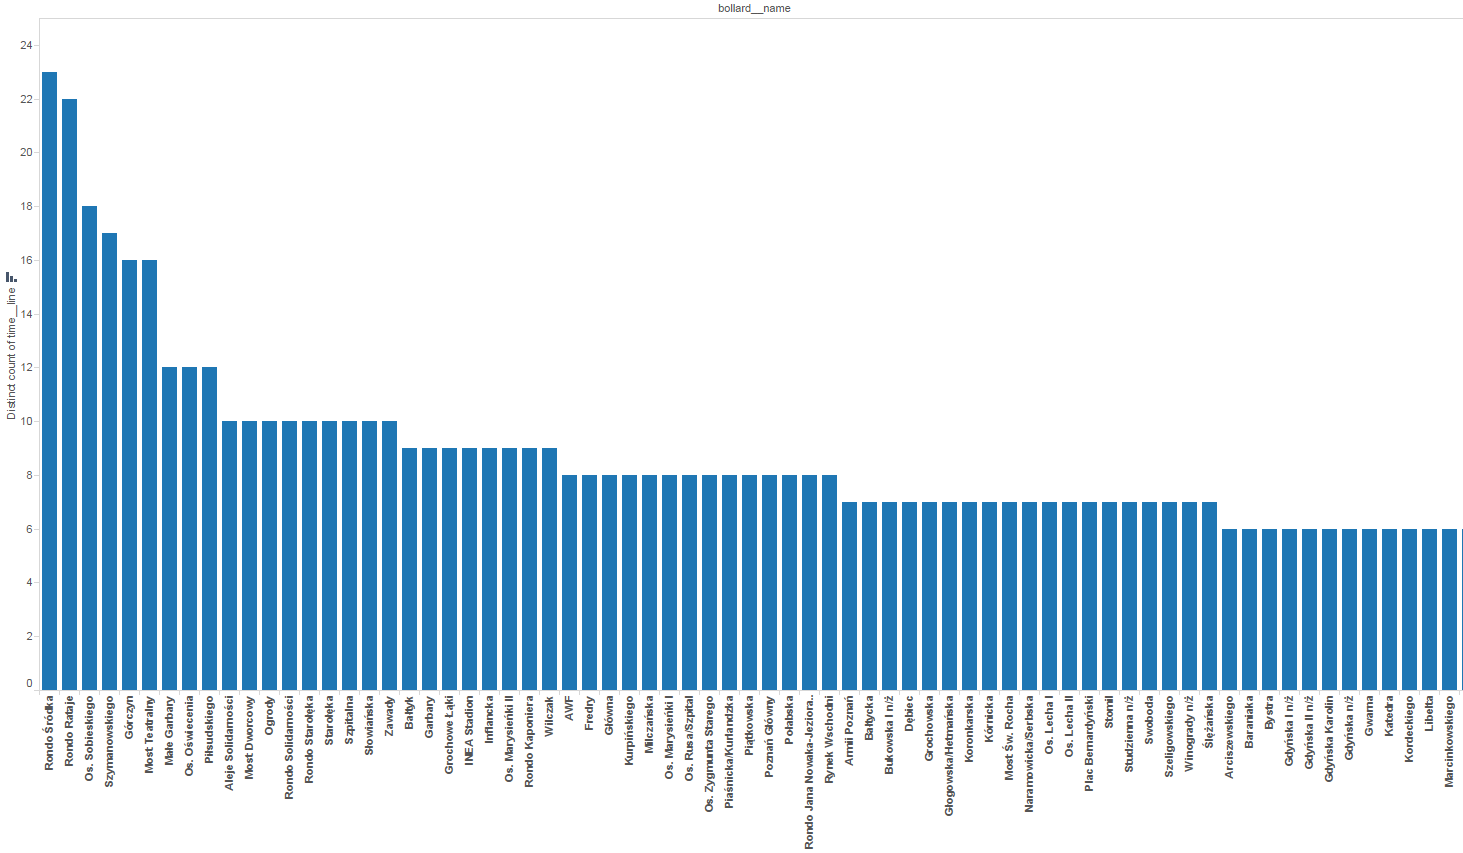 bollard__name
Distinct count of time__line
24
22
20
18
16
14
12
10
8
6
4
2
0
Rondo Śródka
Rondo Rataje
Os. Sobieskiego
Szymanowskiego
Górczyn
Most Teatralny
Małe Garbary
Os. Oświecenia
Piłsudskiego
Aleje Solidarności
Most Dworcowy
Ogrody
Rondo Solidarności
Rondo Starołęka
Starołęka
Szpitalna
Słowiańska
Zawady
Bałtyk
Garbary
Grochowe Łąki
INEA Stadion
Inflancka
Os. Marysieńki II
Rondo Kaponiera
Wilczak
AWF
Fredry
Główna
Kurpińskiego
Milczańska
Os. Marysieńki I
Os. Rusa/Szpital
Os. Zygmunta Starego
Piaśnicka/Kurlandzka
Piątkowska
Poznań Główny
Połabska
Rondo Jana Nowaka-Jeziora..
Rynek Wschodni
Armii Poznań
Bałtycka
Bukowska I n/ż
Dębiec
Grochowska
Głogowska/Hetmańska
Koronkarska
Kórnicka
Most Św. Rocha
Naramowicka/Serbska
Os. Lecha I
Os. Lecha II
Plac Bernardyński
Stomil
Studzienna n/ż
Swoboda
Szeligowskiego
Winogrady n/ż
Ślężańska
Arciszewskiego
Baraniaka
Bystra
Gdyńska I n/ż
Gdyńska II n/ż
Gdyńska Karolin
Gdyńska n/ż
Gwarna
Katedra
Kordeckiego
Libelta
Marcinkowskiego